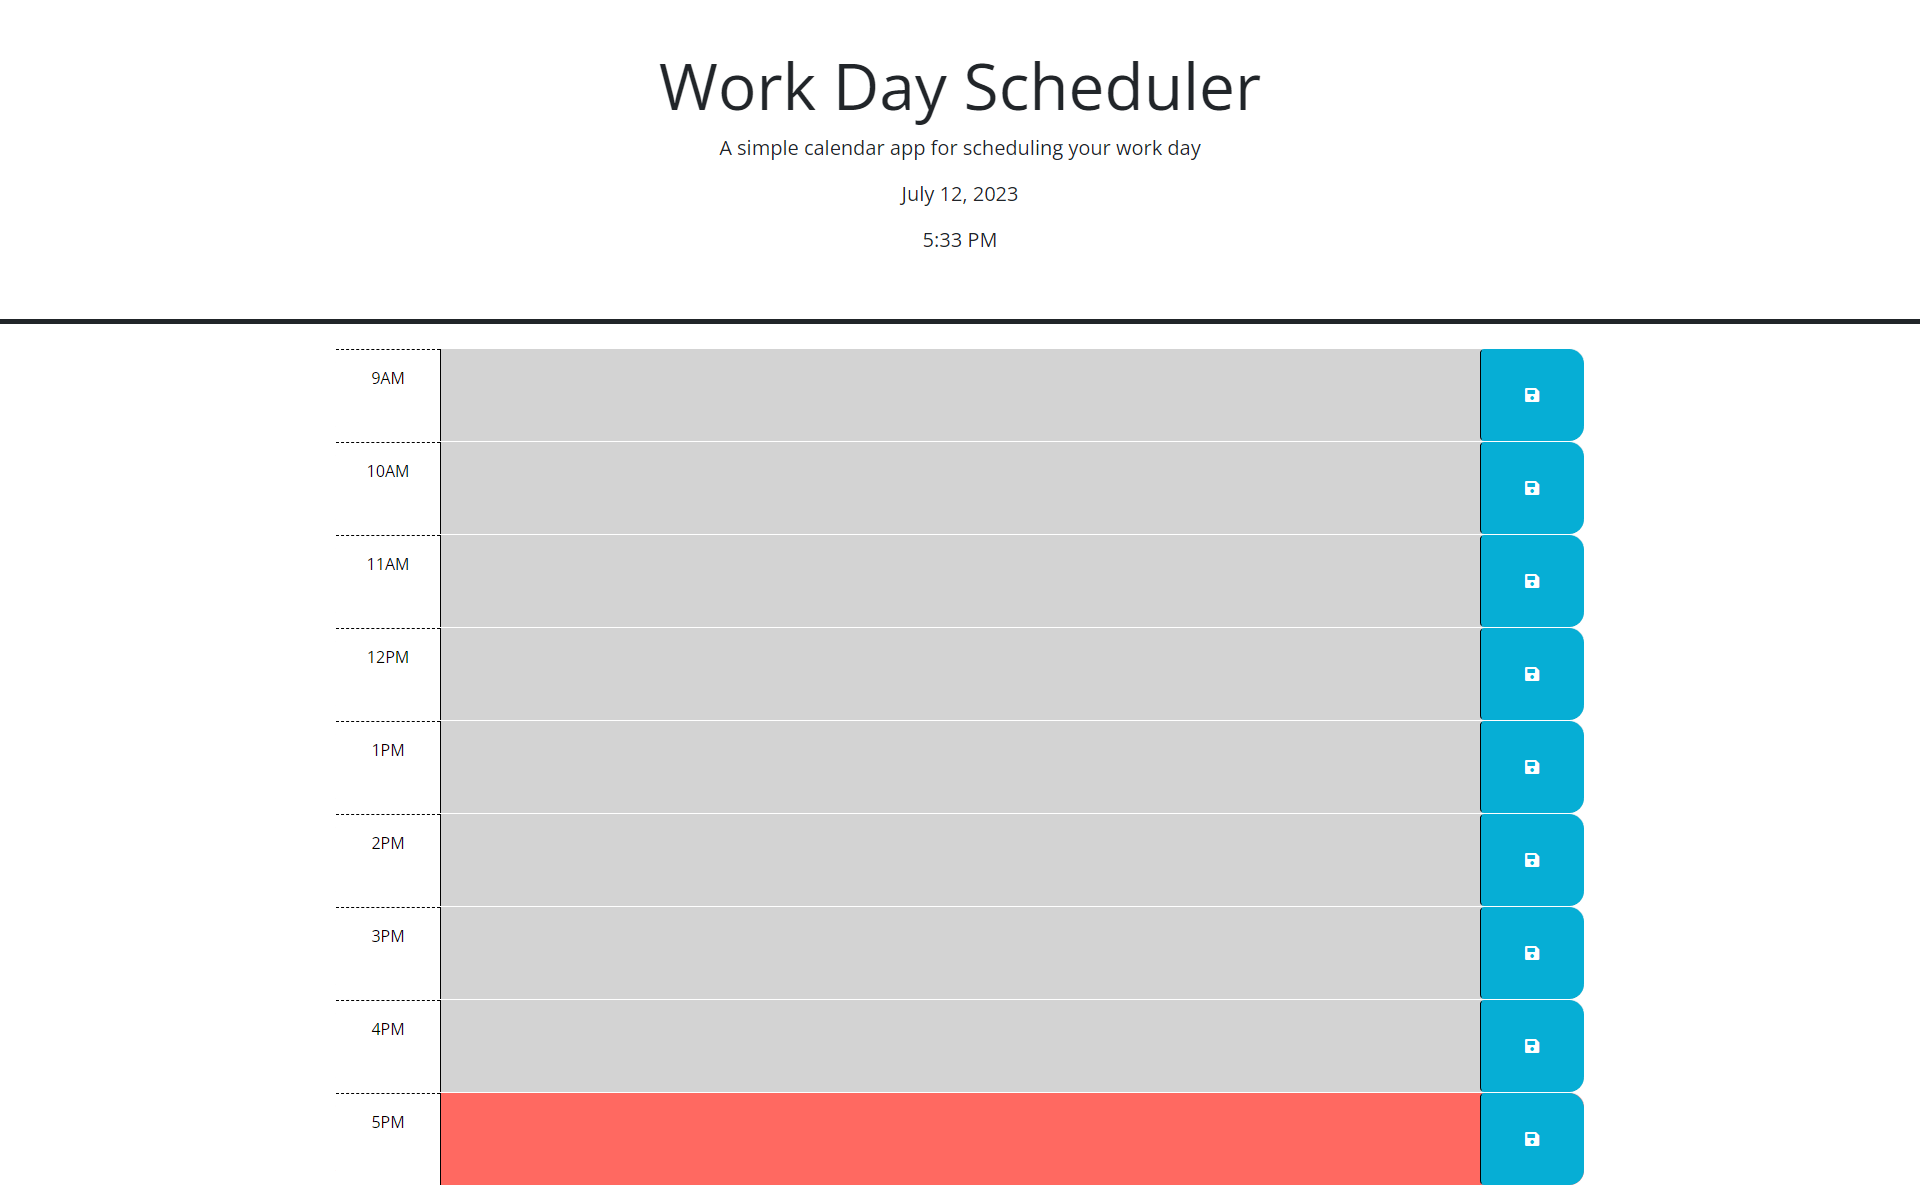 Work Day Scheduler
A simple calendar app for scheduling your work day
July 12, 2023
5:33 PM
9AM
10AM
11AM
12PM
1PM
2PM
3PM
4PM
5PM